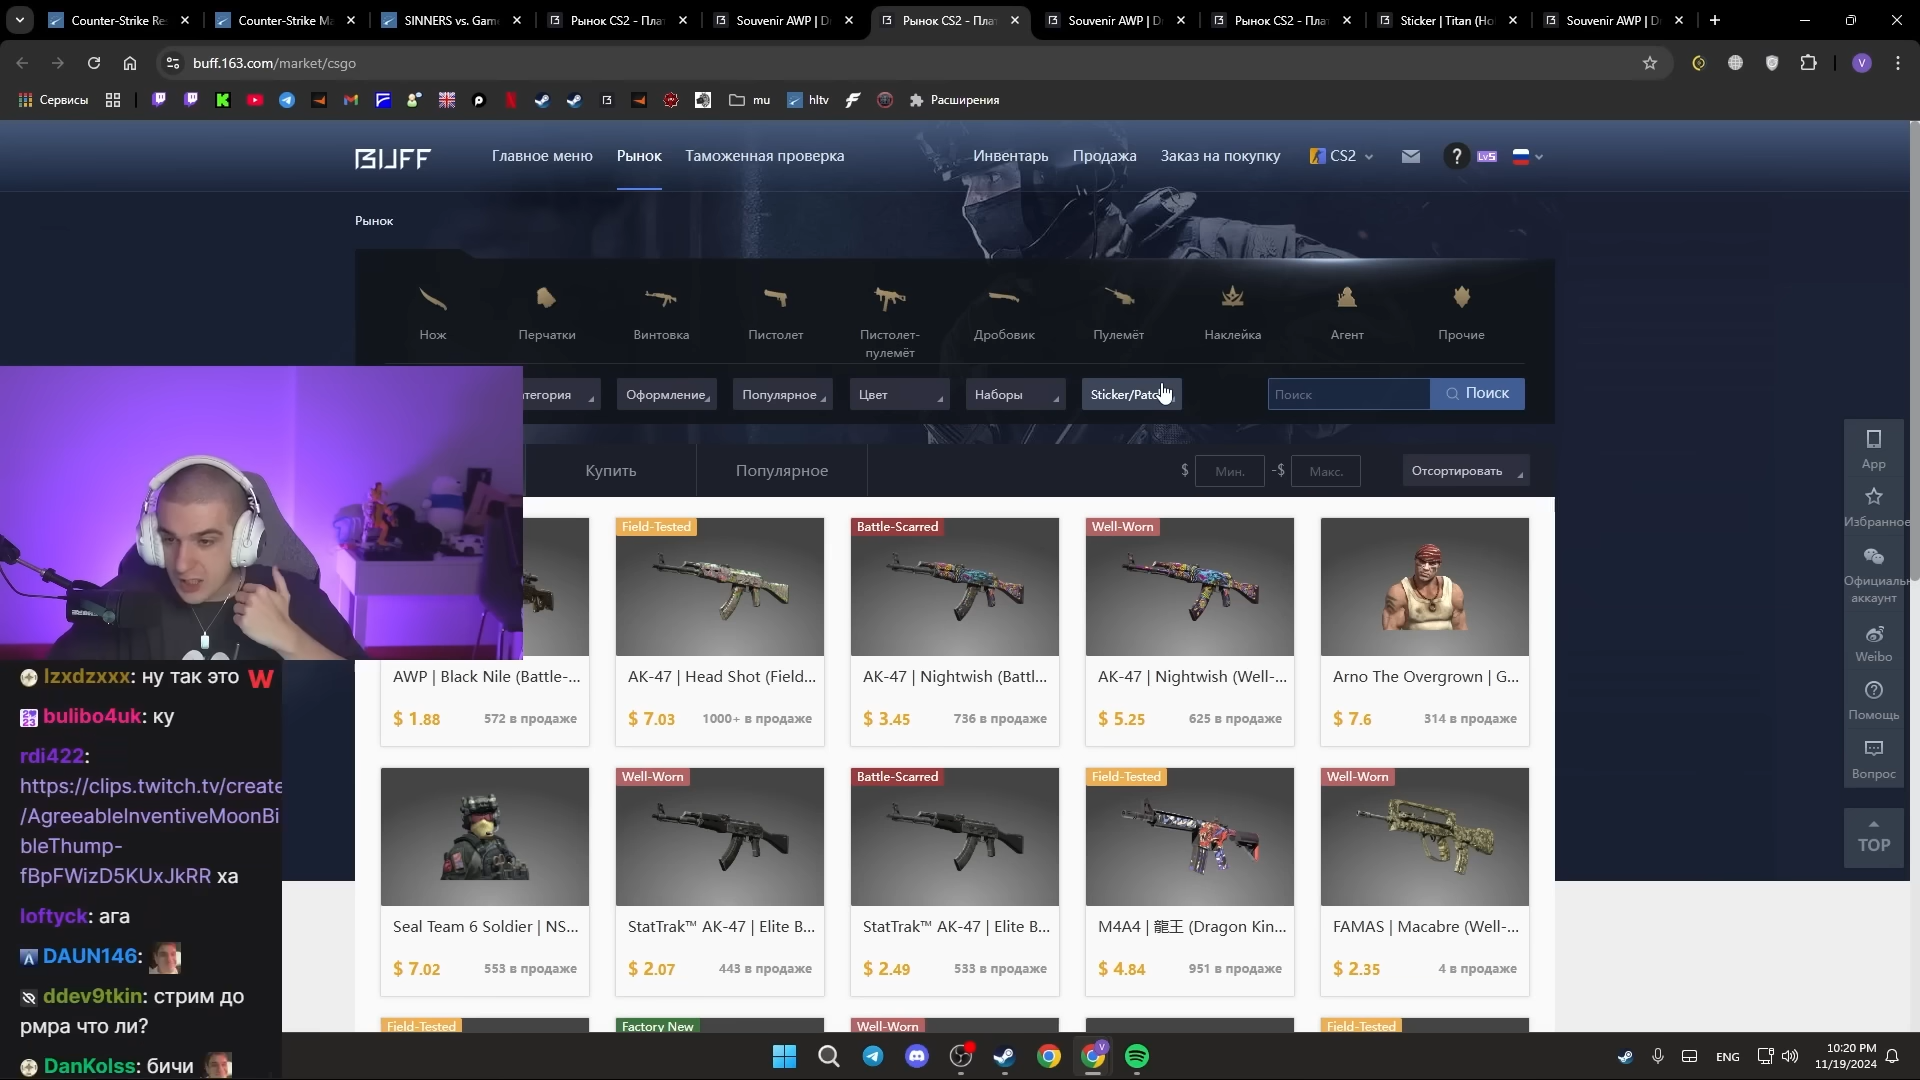 Counter-Strike Re
Counter-Strike Ma
SINNERS vs. Gam
Рынок CS2 - Пла
Souvenir AWP | D
Рынок CS2 - Пла
Souvenir AWP | D
Рынок CS2 - Пла
Sticker | Titan (Ho
Souvenir AWP | D
buff.163.com/market/csgo
V
Сервисы
mu
hltv
Расширения
BUFF
Главное меню
Рынок
Таможенная проверка
Инвентарь
Продажа
Заказ на покупку
CS2
?
Lv5
Рынок
Нож
Перчатки
Винтовка
Пистолет
Пистолет-
пулемёт
Дробовик
Пулемёт
Наклейка
Агент
Прочие
тегория
Оформление
Популярное
Цвет
Наборы
Sticker/Patc
Поиск
Поиск
Купить
Популярное
$ Мин. -$ Макс.
Отсортировать
App
Избранное
Официальн
аккаунт
Weibo
Помощь
Вопрос
TOP
Field-Tested
Battle-Scarred
Well-Worn
AWP | Black Nile (Battle-...
AK-47 | Head Shot (Field...
AK-47 | Nightwish (Battl...
AK-47 | Nightwish (Well-...
Arno The Overgrown | G...
$ 1.88 572 в продаже
$ 7.03 1000+ в продаже
$ 3.45 736 в продаже
$ 5.25 625 в продаже
$ 7.6 314 в продаже
Well-Worn
Battle-Scarred
Field-Tested
Well-Worn
Seal Team 6 Soldier | NS...
StatTrak™ AK-47 | Elite B...
StatTrak™ AK-47 | Elite B...
M4A4 | 龍王 (Dragon Kin...
FAMAS | Macabre (Well-...
$ 7.02 553 в продаже
$ 2.07 443 в продаже
$ 2.49 533 в продаже
$ 4.84 951 в продаже
$ 2.35 4 в продаже
Field-Tested
Factory New
Well-Worn
Field-Tested
lzxdzxxx: ну так это W
bulibo4uk: ку
rdi422:
https://clips.twitch.tv/create
/AgreeableInventiveMoonBi
bleThump-
fBpFWizD5KUxJkRR ха
loftyck: ага
DAUN146:
ddev9tkin: стрим до
рмра что ли?
DanKolss: бичи
V
ENG
10:20 PM
11/19/2024